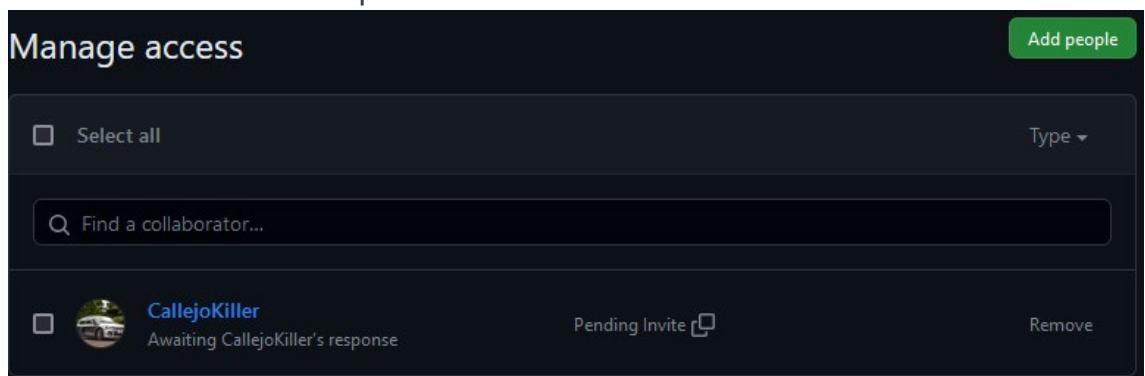 Manage access
Add people
Select all
Type
Find a collaborator...
CallejoKiller
Awaiting CallejoKiller's response
Pending Invite
Remove